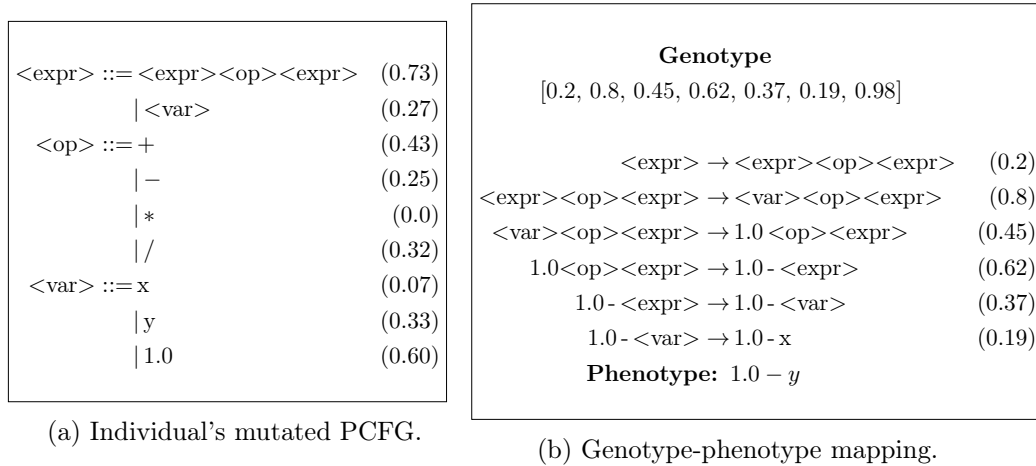 <expr> ::= <expr><op><expr> (0.73)
| <var> (0.27)
<op> ::= + (0.43)
| − (0.25)
| ∗ (0.0)
| / (0.32)
<var> ::= x (0.07)
| y (0.33)
| 1.0 (0.60)
(a) Individual's mutated PCFG.
Genotype
[0.2, 0.8, 0.45, 0.62, 0.37, 0.19, 0.98]
<expr> → <expr><op><expr> (0.2)
<expr><op><expr> → <var><op><expr> (0.8)
<var><op><expr> → 1.0 <op><expr> (0.45)
1.0<op><expr> → 1.0 - <expr> (0.62)
1.0 - <expr> → 1.0 - <var> (0.37)
1.0 - <var> → 1.0 - x (0.19)
Phenotype: 1.0 − y
(b) Genotype-phenotype mapping.